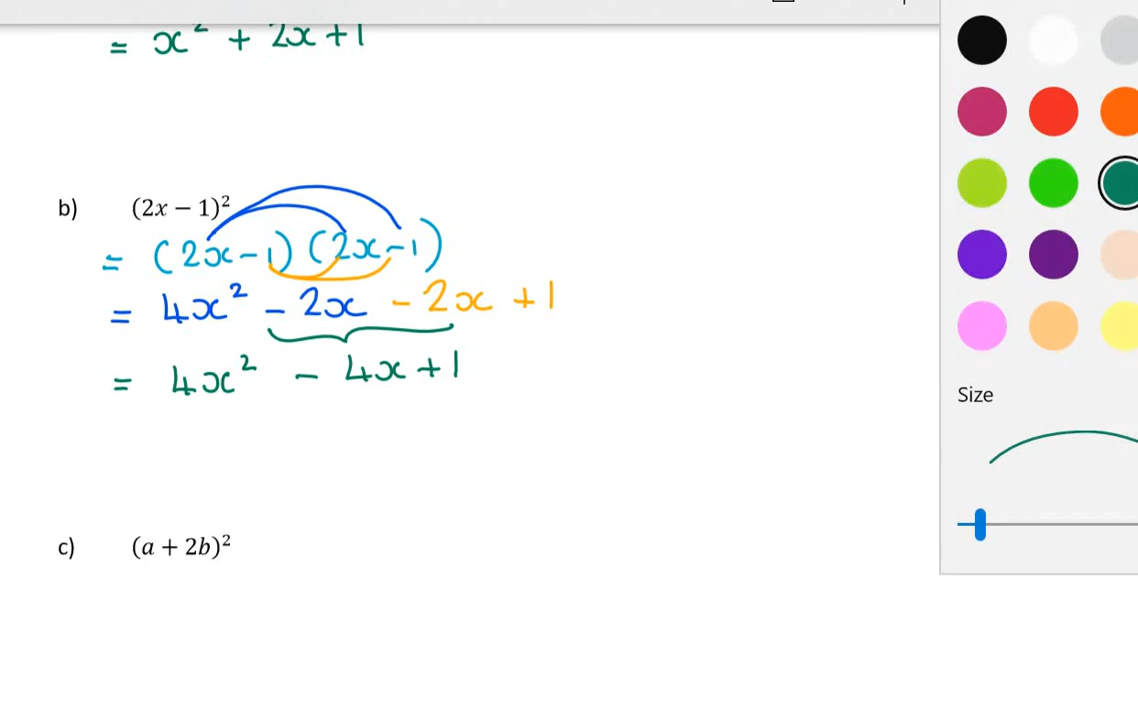 = x² + 2x + 1
b) (2x − 1)²
= (2x − 1)(2x − 1)
= 4x² − 2x − 2x + 1
= 4x² − 4x + 1
c) (a + 2b)²
Size